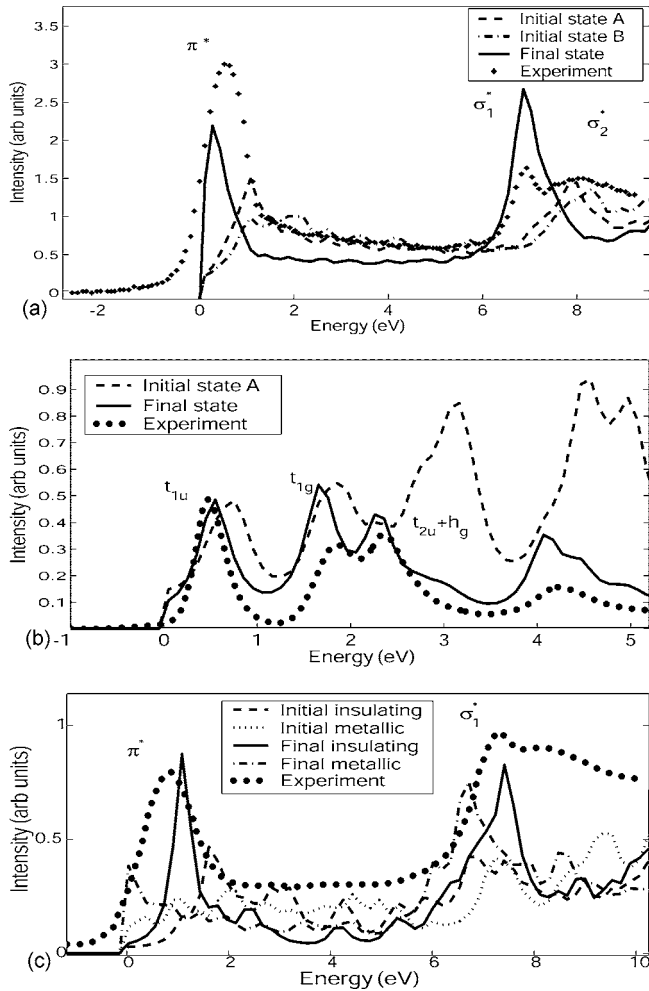 Initial state A
Initial state B
Final state
Experiment
π*
σ1*
σ2*
Intensity (arb units)
3.5
3
2.5
2
1.5
1
0.5
0
-2 0 2 4 6 8
Energy (eV)
(a)
Initial state A
Final state
Experiment
t1u
t1g
t2u+hg
Intensity (arb units)
0.9
0.8
0.7
0.6
0.5
0.4
0.3
0.2
0.1
-1 0 1 2 3 4 5
Energy (eV)
(b)
Initial insulating
Initial metallic
Final insulating
Final metallic
Experiment
π*
σ1*
Intensity (arb units)
1
0.5
0
0 2 4 6 8 10
Energy (eV)
(c)